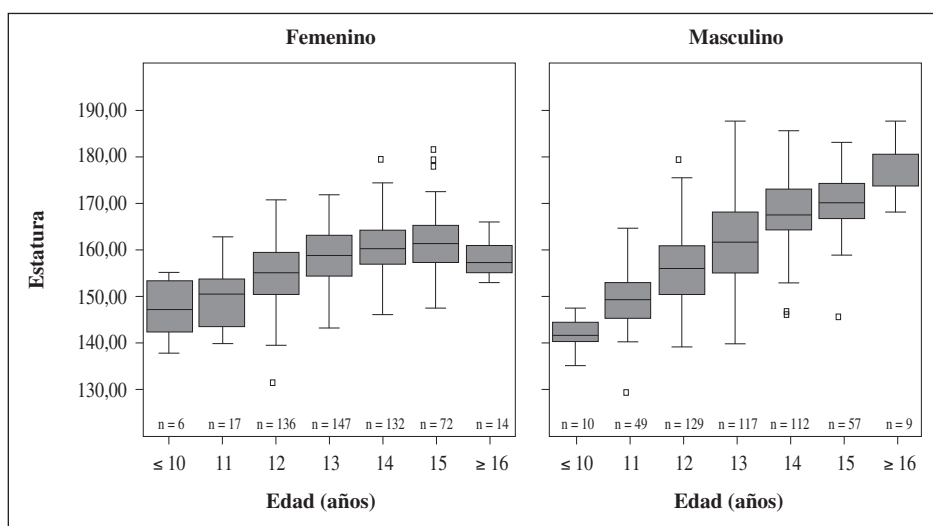 Femenino
Masculino
Estatura
190,00
180,00
170,00
160,00
150,00
140,00
130,00
n = 6 n = 17 n = 136 n = 147 n = 132 n = 72 n = 14
≤ 10 11 12 13 14 15 ≥ 16
Edad (años)
n = 10 n = 49 n = 129 n = 117 n = 112 n = 57 n = 9
≤ 10 11 12 13 14 15 ≥ 16
Edad (años)